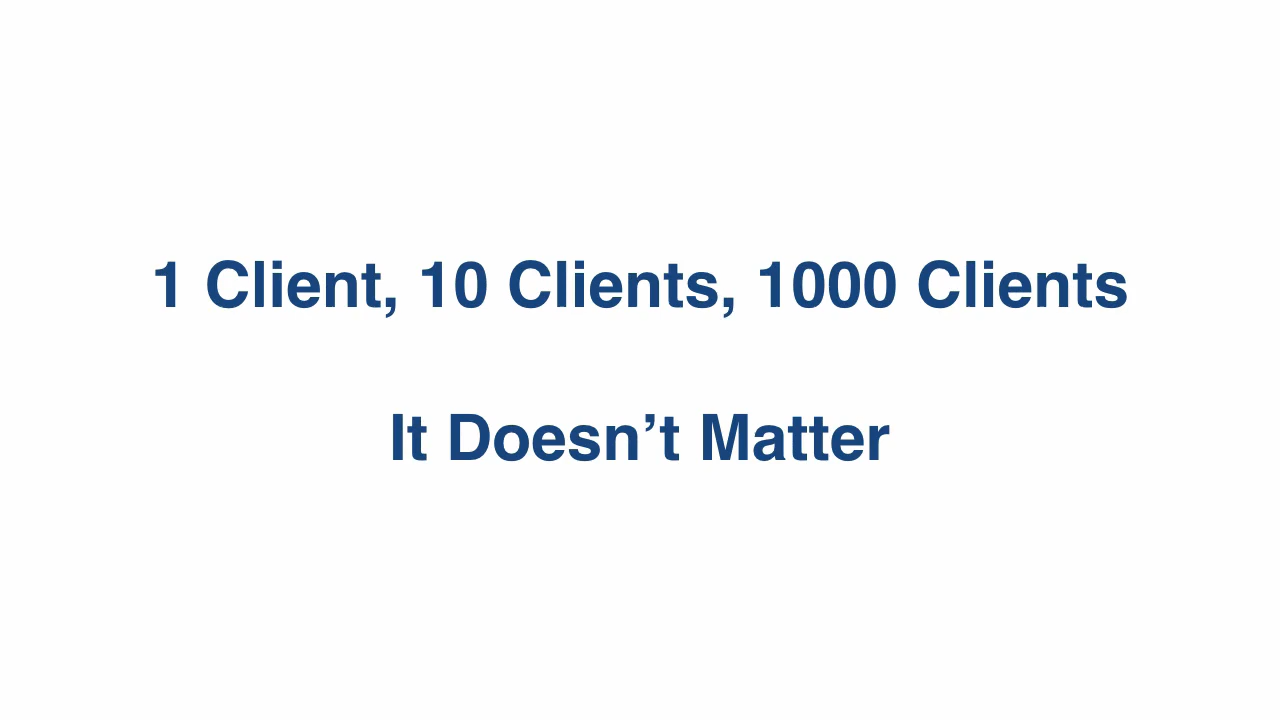 1 Client, 10 Clients, 1000 Clients
It Doesn’t Matter